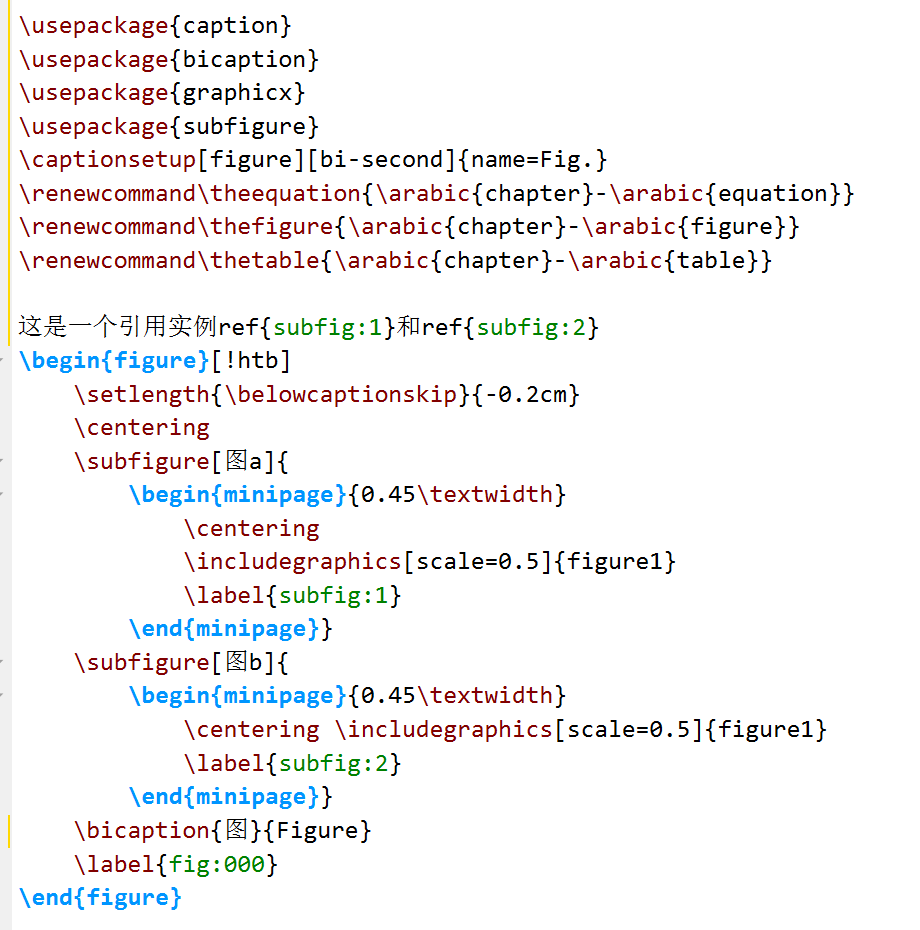 \usepackage{caption}
\usepackage{bicaption}
\usepackage{graphicx}
\usepackage{subfigure}
\captionsetup[figure][bi-second]{name=Fig.}
\renewcommand\theequation{\arabic{chapter}-\arabic{equation}}
\renewcommand\thefigure{\arabic{chapter}-\arabic{figure}}
\renewcommand\thetable{\arabic{chapter}-\arabic{table}}
这是一个引用实例ref{subfig:1}和ref{subfig:2}
\begin{figure}[!htb]
    \setlength{\belowcaptionskip}{-0.2cm}
    \centering
    \subfigure[图a]{
        \begin{minipage}{0.45\textwidth}
            \centering
            \includegraphics[scale=0.5]{figure1}
            \label{subfig:1}
        \end{minipage}}
    \subfigure[图b]{
        \begin{minipage}{0.45\textwidth}
            \centering \includegraphics[scale=0.5]{figure1}
            \label{subfig:2}
        \end{minipage}}
    \bicaption{图}{Figure}
    \label{fig:000}
\end{figure}